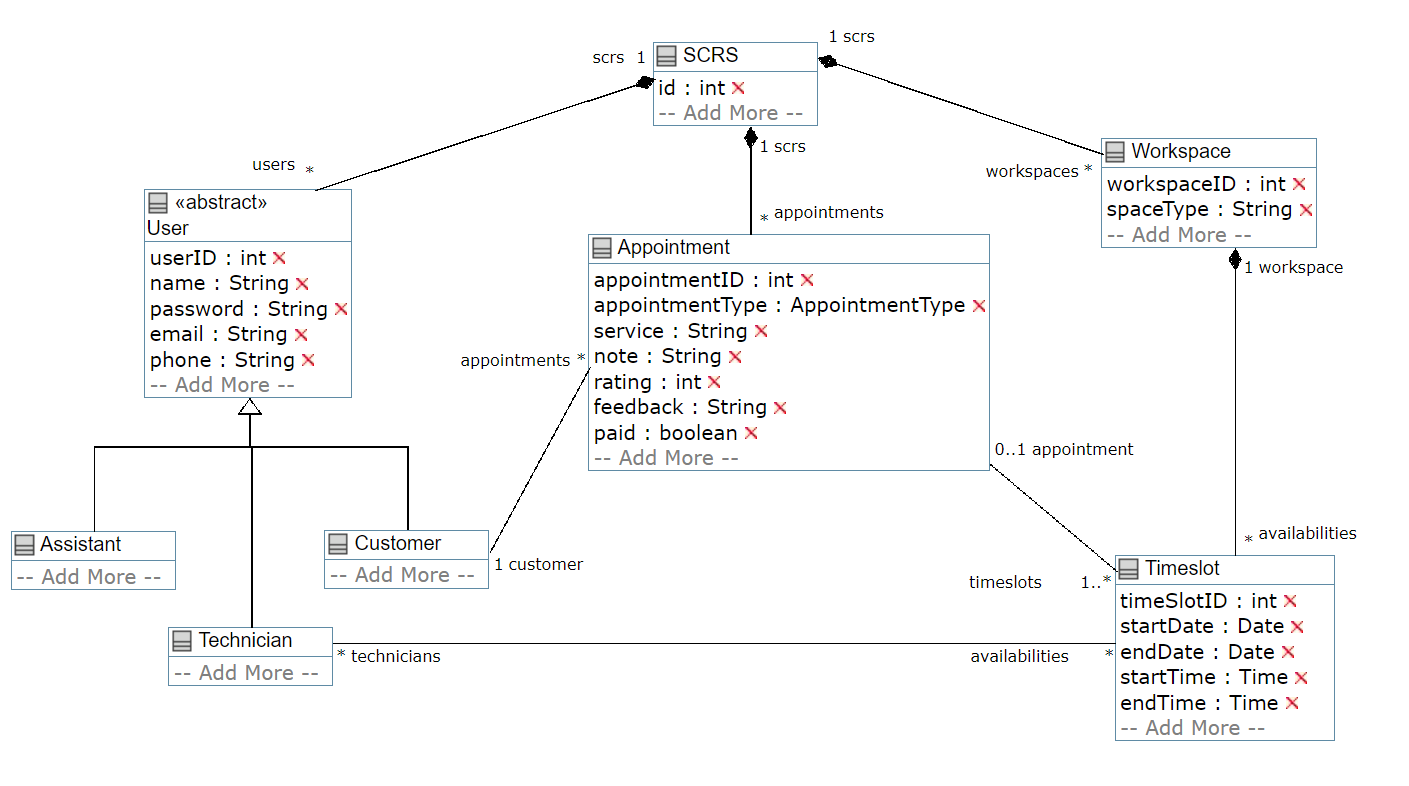 1 scrs
scrs 1
SCRS
id : int
-- Add More --
1 scrs
users *
workspaces *
* appointments
Workspace
workspaceID : int
spaceType : String
-- Add More --
1 workspace
«abstract»
User
userID : int
name : String
password : String
email : String
phone : String
-- Add More --
Appointment
appointmentID : int
appointmentType : AppointmentType
service : String
note : String
rating : int
feedback : String
paid : boolean
-- Add More --
appointments *
0..1 appointment
Assistant
-- Add More --
Customer
-- Add More --
1 customer
* availabilities
timeslots 1..*
Timeslot
timeSlotID : int
startDate : Date
endDate : Date
startTime : Time
endTime : Time
-- Add More --
Technician
-- Add More --
* technicians
availabilities *